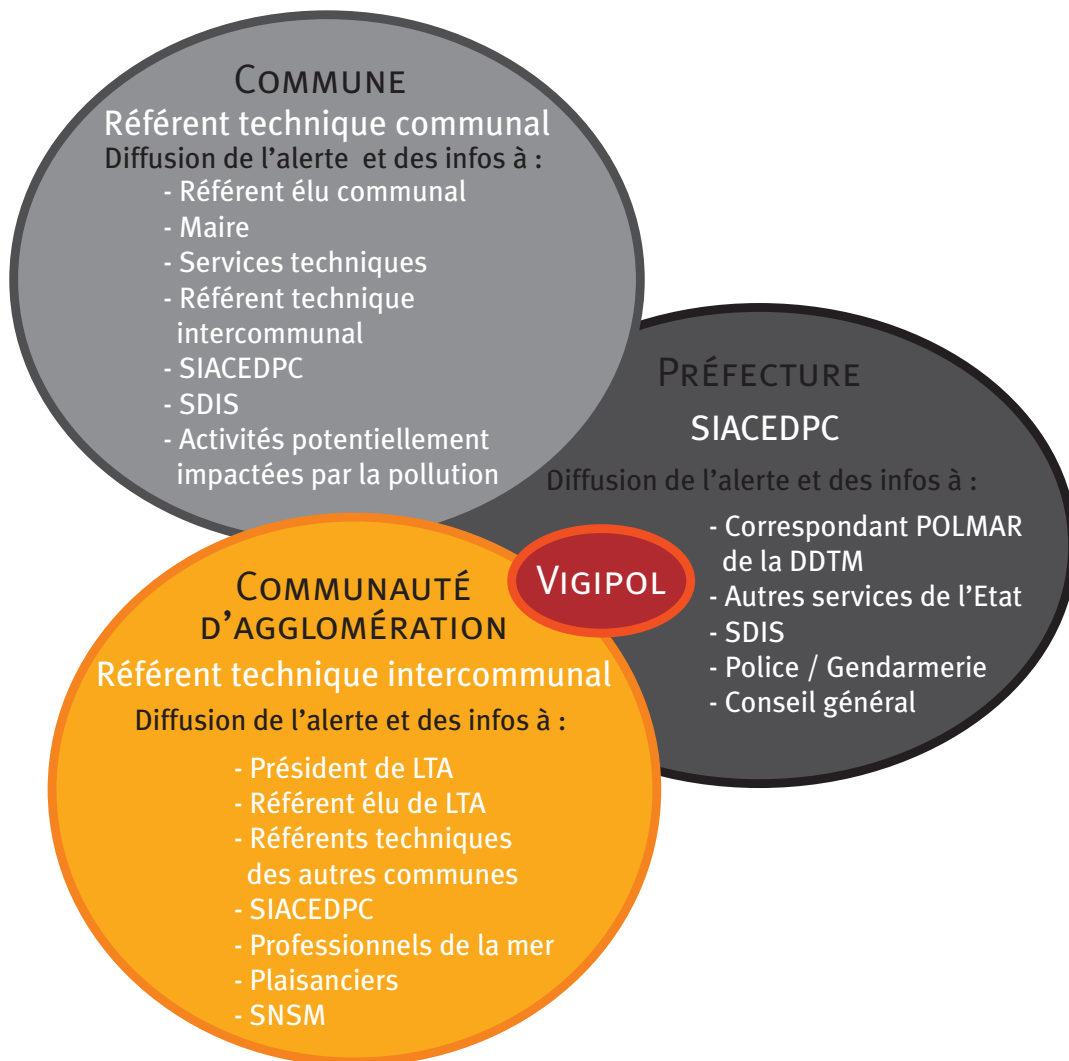 COMMUNE
Référent technique communal
Diffusion de l’alerte et des infos à :
- Référent élu communal
- Maire
- Services techniques
- Référent technique
intercommunal
- SIACEDPC
- SDIS
- Activités potentiellement
impactées par la pollution
PRÉFECTURE
SIACEDPC
Diffusion de l’alerte et des infos à :
- Correspondant POLMAR
de la DDTM
- Autres services de l’Etat
- SDIS
- Police / Gendarmerie
- Conseil général
VIGIPOL
COMMUNAUTÉ
D’AGGLOMÉRATION
Référent technique intercommunal
Diffusion de l’alerte et des infos à :
- Président de LTA
- Référent élu de LTA
- Référents techniques
des autres communes
- SIACEDPC
- Professionnels de la mer
- Plaisanciers
- SNSM